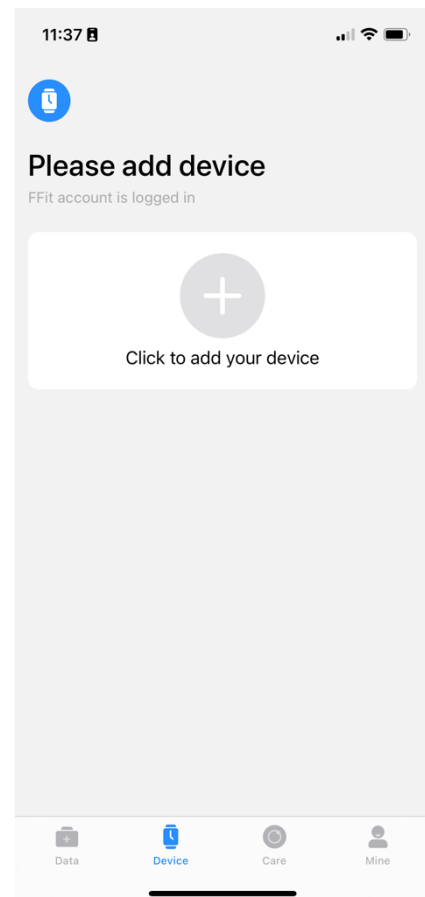 11:37
Please add device
FFit account is logged in
Click to add your device
Data Device Care Mine